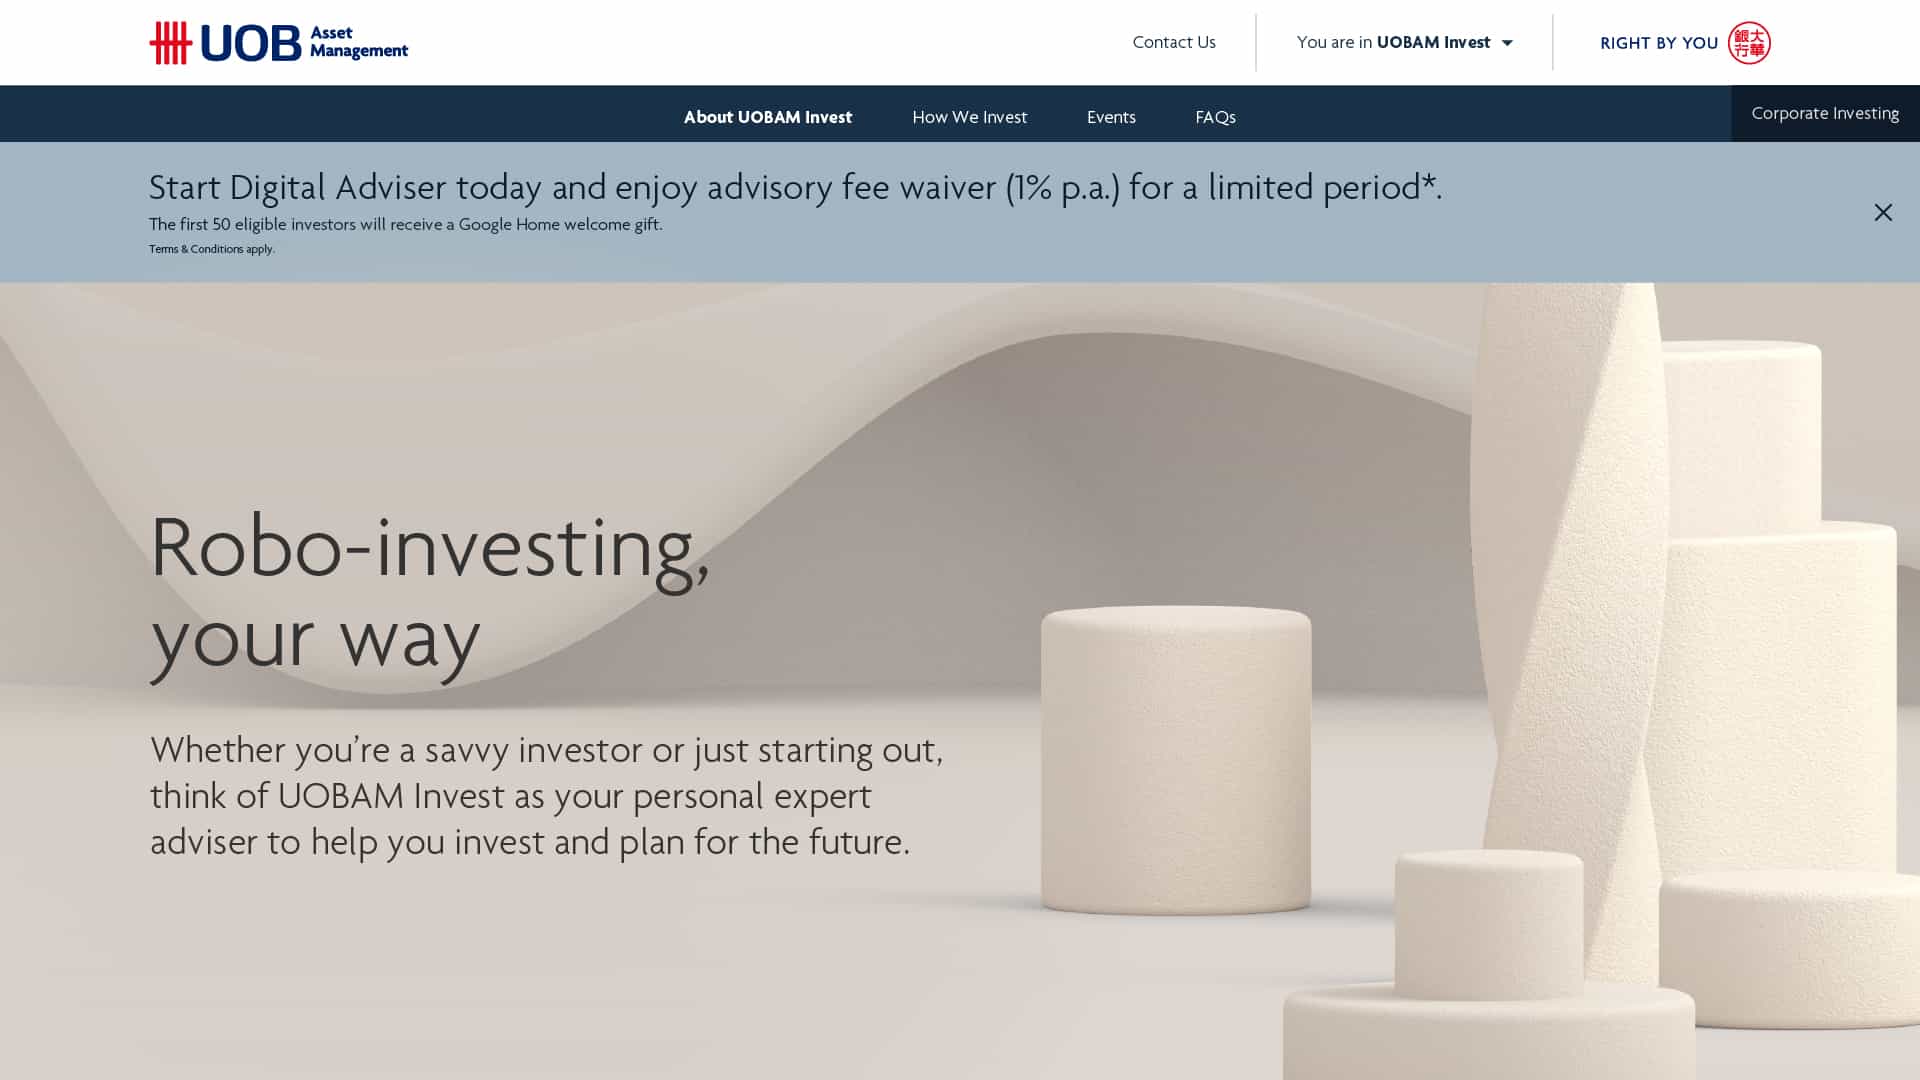 UOB Asset Management
Contact Us
You are in UOBAM Invest
RIGHT BY YOU
大華銀行
About UOBAM Invest
How We Invest
Events
FAQs
Corporate Investing
Start Digital Adviser today and enjoy advisory fee waiver (1% p.a.) for a limited period*.
The first 50 eligible investors will receive a Google Home welcome gift.
Terms & Conditions apply.
Robo-investing,
your way
Whether you’re a savvy investor or just starting out,
think of UOBAM Invest as your personal expert
adviser to help you invest and plan for the future.